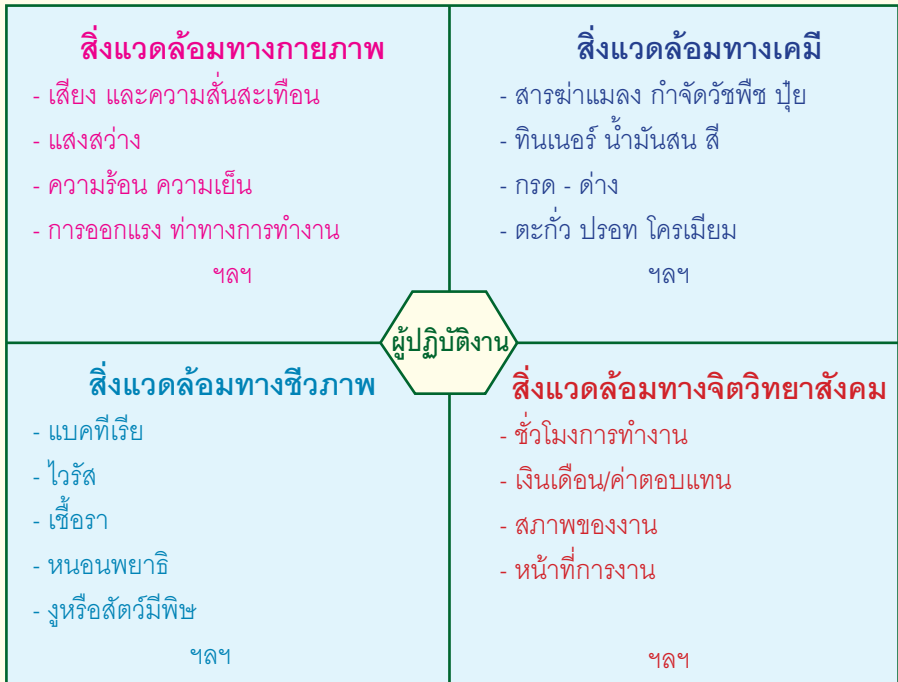 สิ่งแวดล้อมทางกายภาพ
- เสียง และความสั่นสะเทือน
- แสงสว่าง
- ความร้อน ความเย็น
- การออกแรง ท่าทางการทำงาน
ฯลฯ
สิ่งแวดล้อมทางเคมี
- สารฆ่าแมลง กำจัดวัชพืช ปุ๋ย
- ทินเนอร์ น้ำมันสน สี
- กรด - ด่าง
- ตะกั่ว ปรอท โครเมียม
ฯลฯ
ผู้ปฏิบัติงาน
สิ่งแวดล้อมทางชีวภาพ
- แบคทีเรีย
- ไวรัส
- เชื้อรา
- หนอนพยาธิ
- งูหรือสัตว์มีพิษ
ฯลฯ
สิ่งแวดล้อมทางจิตวิทยาสังคม
- ชั่วโมงการทำงาน
- เงินเดือน/ค่าตอบแทน
- สภาพของงาน
- หน้าที่การงาน
ฯลฯ